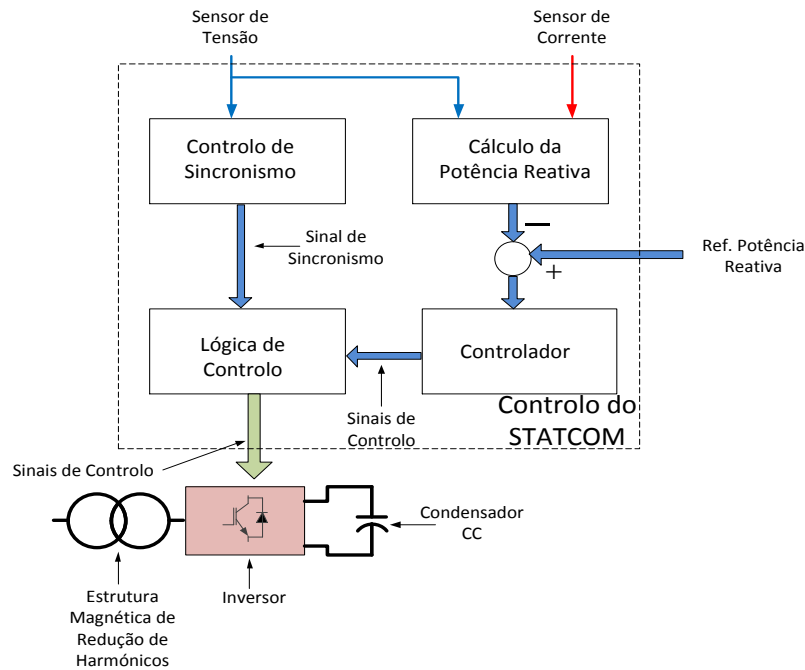 Sensor de
Tensão
Sensor de
Corrente
Controlo de
Sincronismo
Cálculo da
Potência Reativa
—
Sinal de
Sincronismo
+
Ref. Potência
Reativa
Lógica de
Controlo
Controlador
Sinais de
Controlo
Controlo do
STATCOM
Sinais de Controlo
Condensador
CC
Estrutura
Magnética de
Redução de
Harmónicos
Inversor